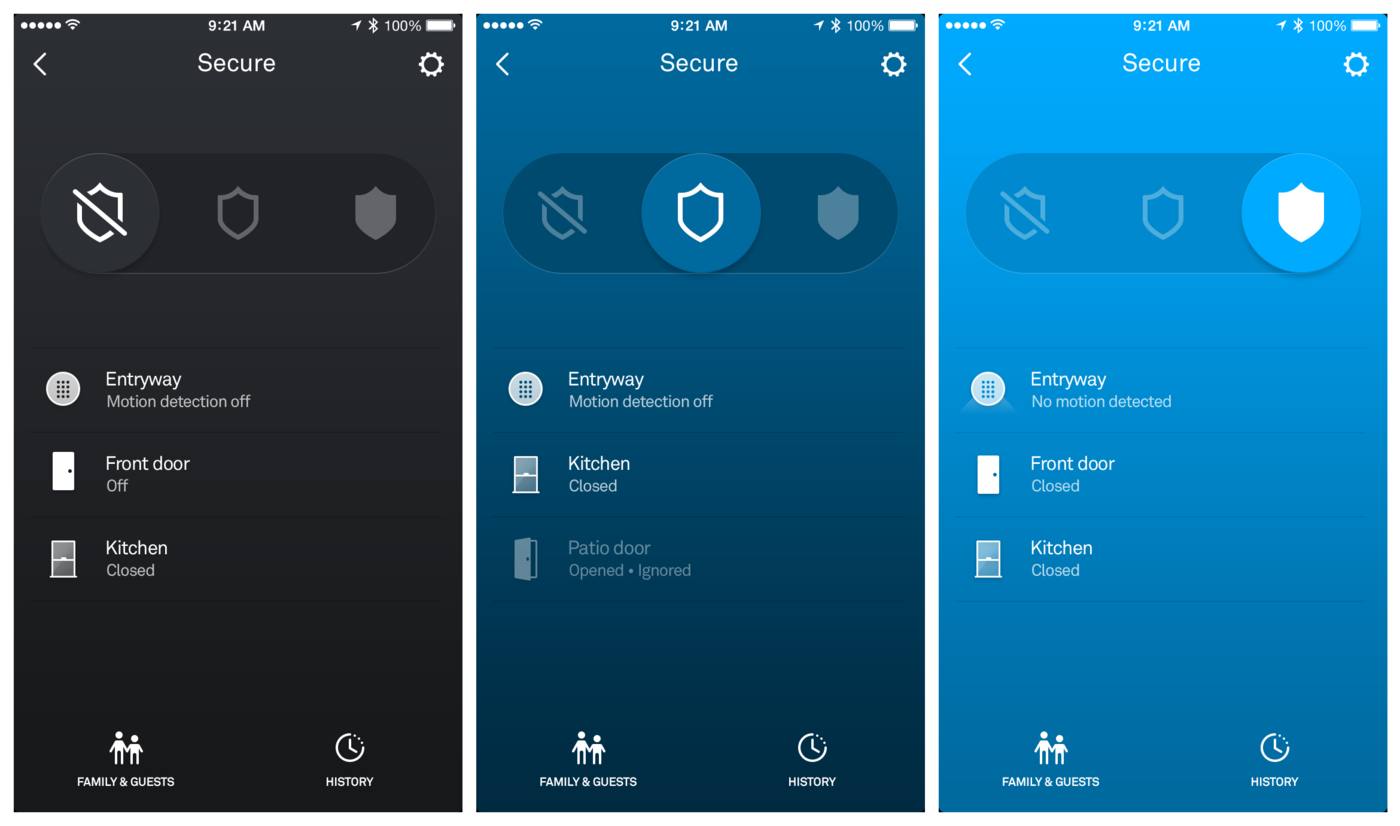 9:21 AM 100%
Secure
Entryway
Motion detection off
Front door
Off
Kitchen
Closed
FAMILY & GUESTS HISTORY
9:21 AM 100%
Secure
Entryway
Motion detection off
Kitchen
Closed
Patio door
Opened • Ignored
FAMILY & GUESTS HISTORY
9:21 AM 100%
Secure
Entryway
No motion detected
Front door
Closed
Kitchen
Closed
FAMILY & GUESTS HISTORY